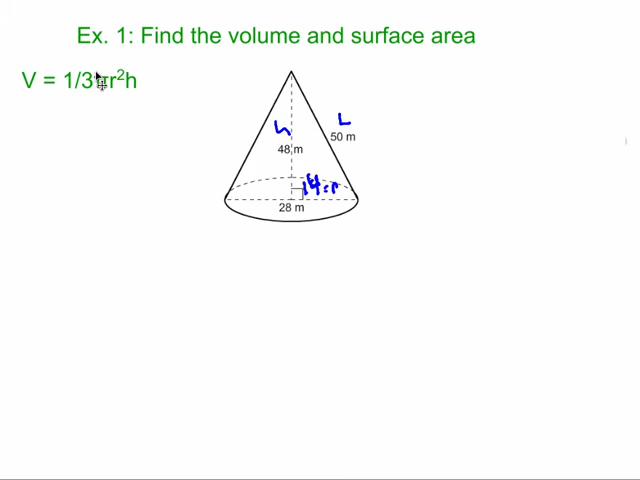 Ex. 1: Find the volume and surface area
V = 1/3πr²h
h
L
50 m
48 m
14=r
28 m